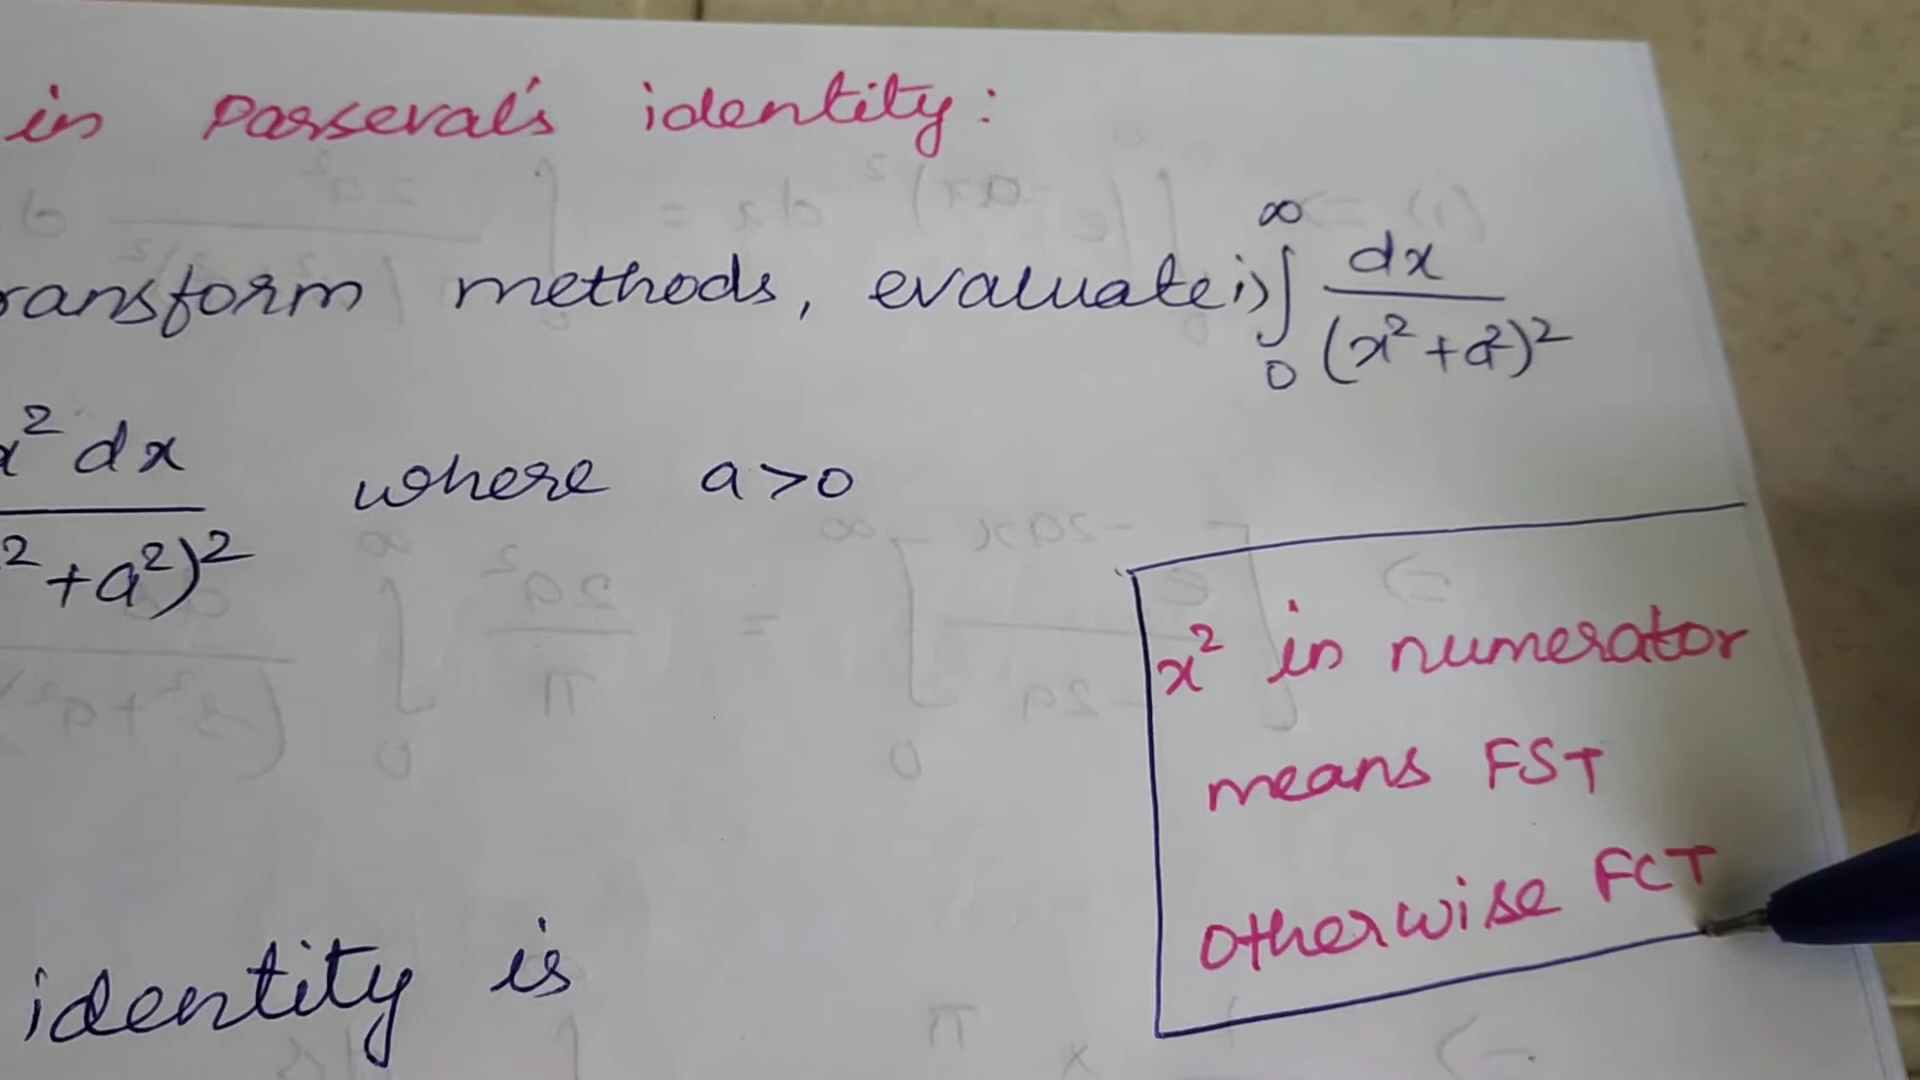 in Parseval's identity:
ransform methods, evaluate i) ∫₀^∞ dx/(x²+a²)²
x² dx/(x²+a²)² where a>0
x² in numerator
means FST
otherwise FCT
identity is